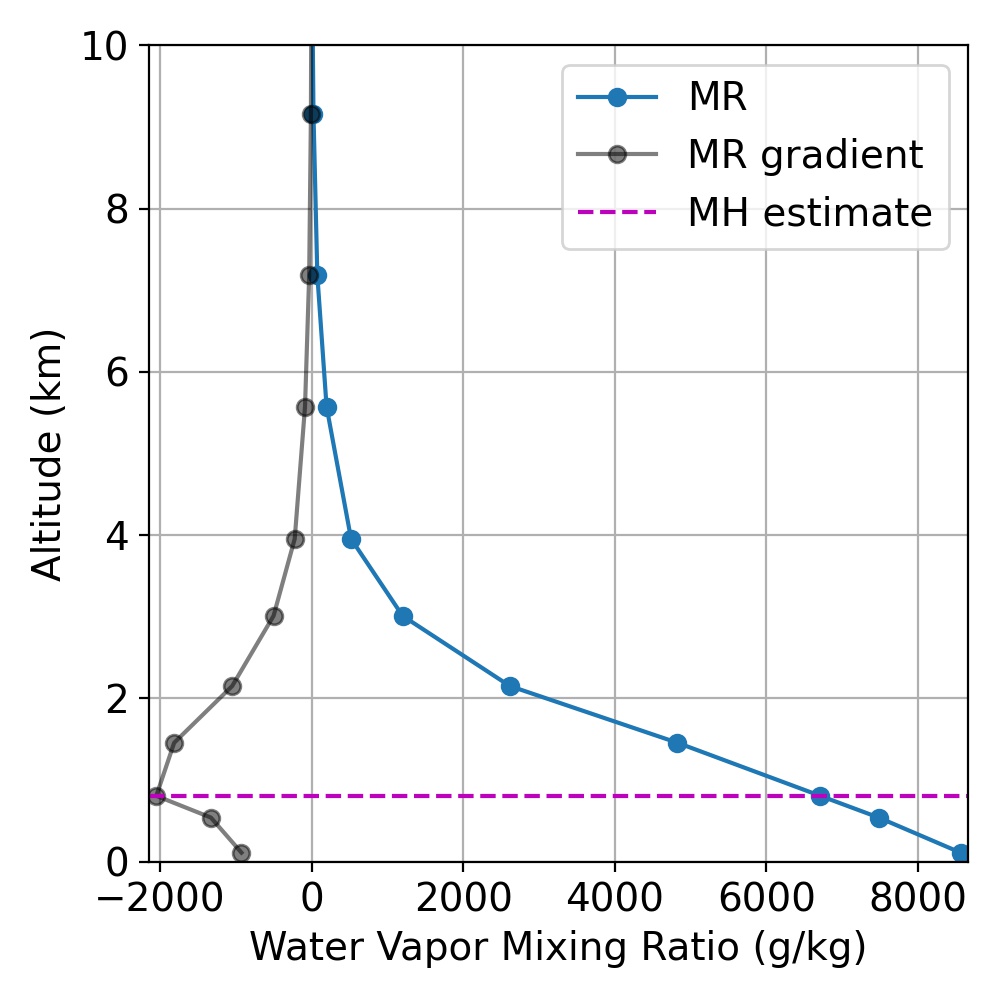 10
8
6
4
2
0
Altitude (km)
MR
MR gradient
MH estimate
−2000 0 2000 4000 6000 8000
Water Vapor Mixing Ratio (g/kg)